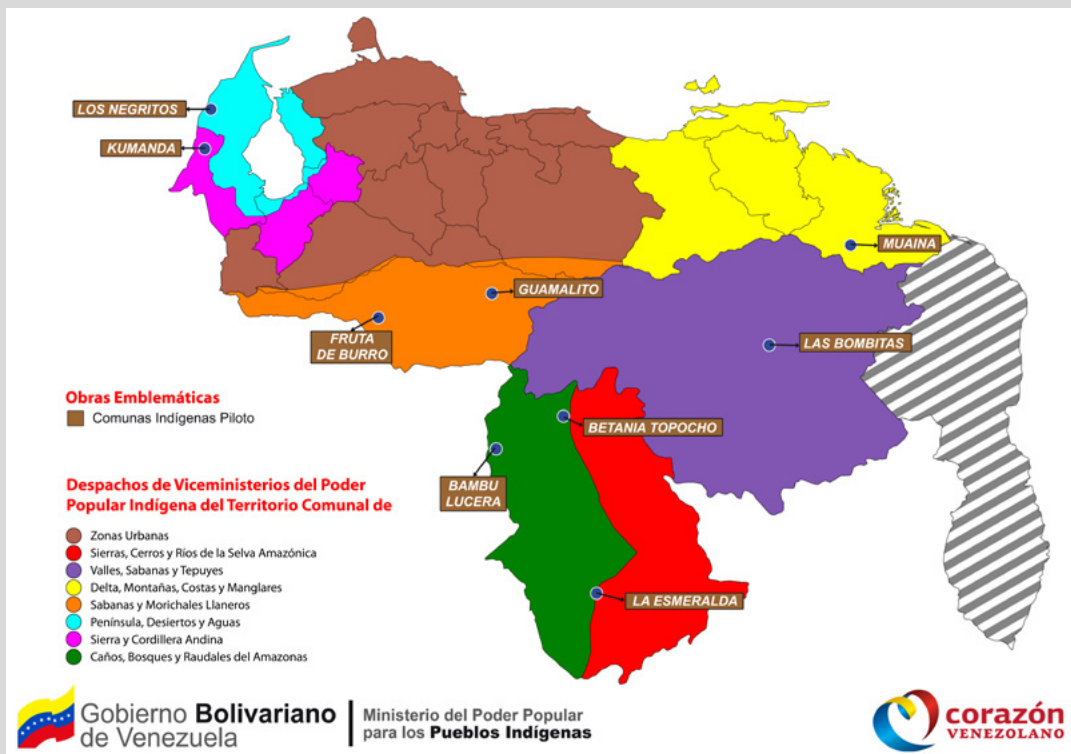 LOS NEGRITOS
KUMANDA
MUAINA
GUAMALITO
FRUTA
DE BURRO
LAS BOMBITAS
BETANIA TOPOCHO
BAMBU
LUCERA
LA ESMERALDA
Obras Emblemáticas
Comunas Indígenas Piloto
Despachos de Viceministerios del Poder
Popular Indígena del Territorio Comunal de
Zonas Urbanas
Sierras, Cerros y Ríos de la Selva Amazónica
Valles, Sabanas y Tepuyes
Delta, Montañas, Costas y Manglares
Sabanas y Morichales Llaneros
Península, Desiertos y Aguas
Sierra y Cordillera Andina
Caños, Bosques y Raudales del Amazonas
Gobierno Bolivariano
de Venezuela
Ministerio del Poder Popular
para los Pueblos Indígenas
corazón
VENEZOLANO